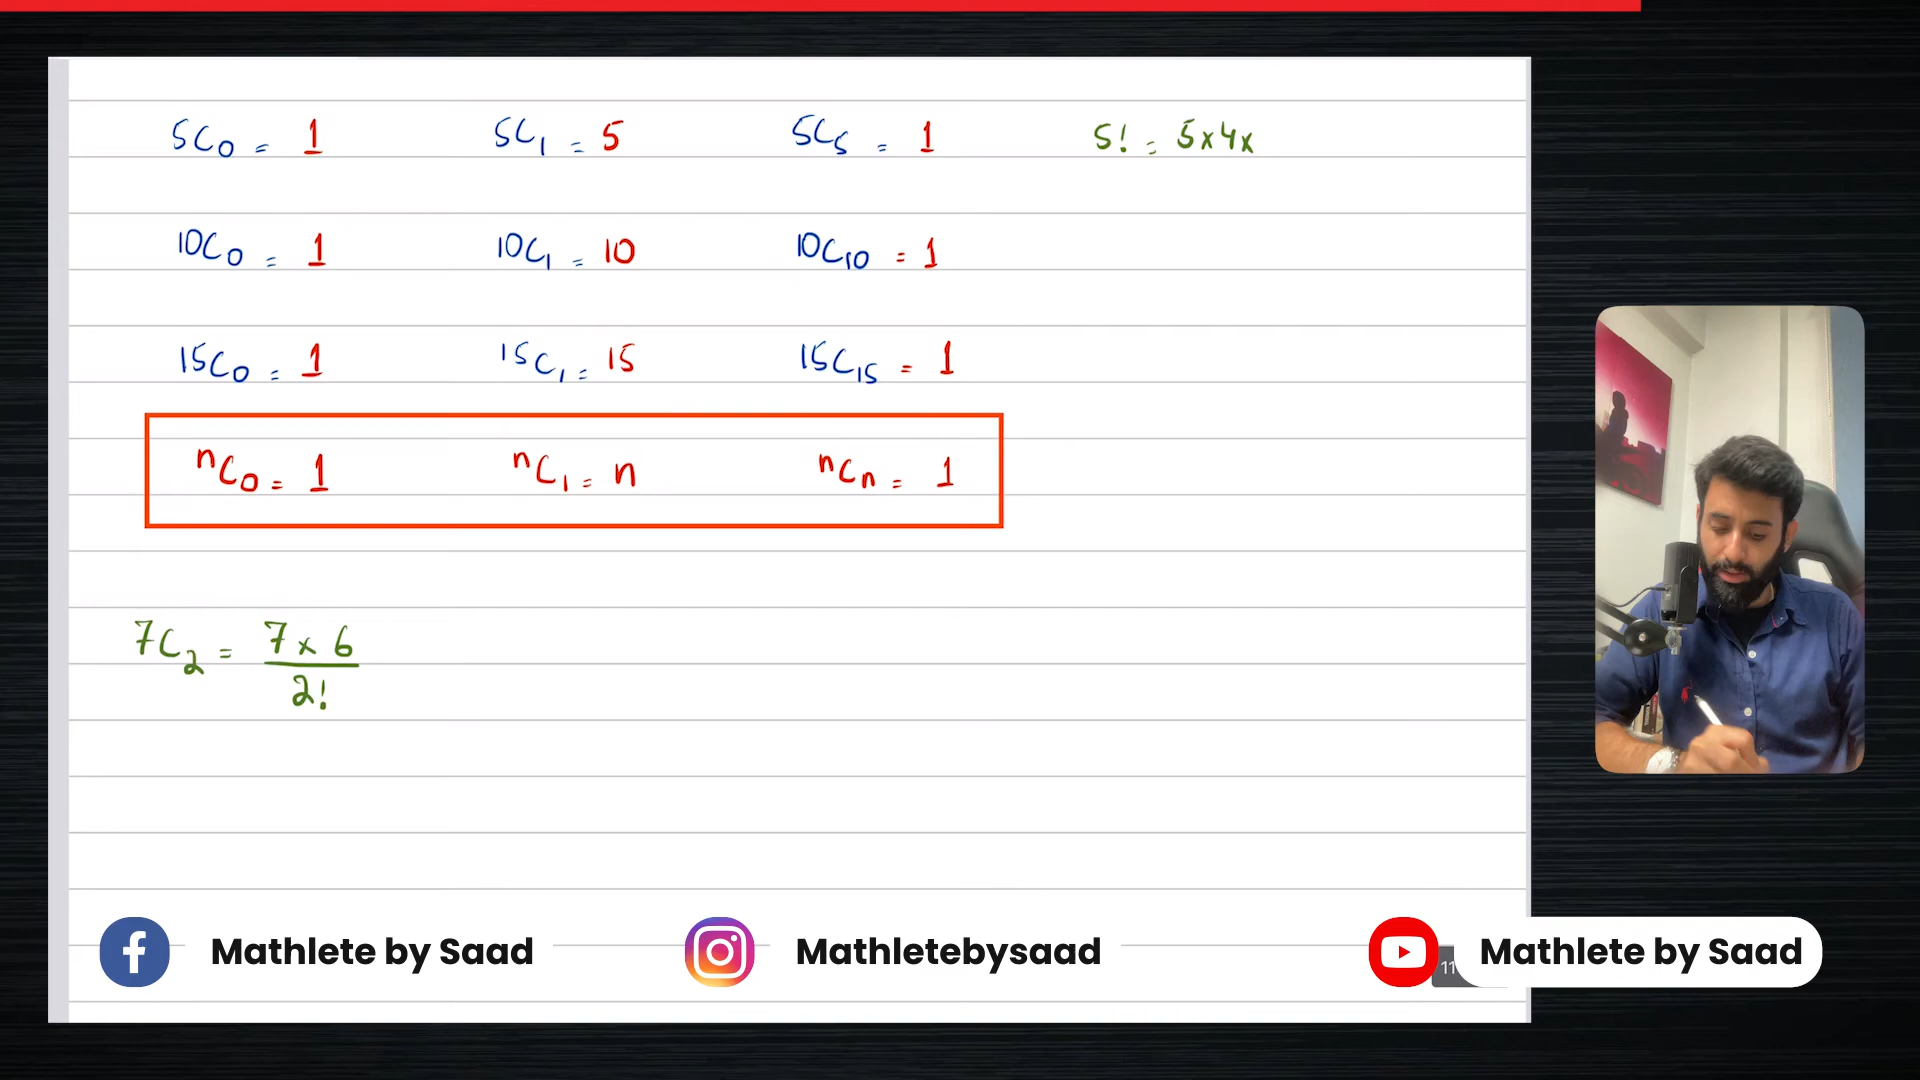 5C₀ = 1 5C₁ = 5 5C₅ = 1 5! = 5x4x
10C₀ = 1 10C₁ = 10 10C₁₀ = 1
15C₀ = 1 15C₁ = 15 15C₁₅ = 1
ⁿC₀ = 1 ⁿC₁ = n ⁿCₙ = 1
7C₂ = 7 x 6
2!
Mathlete by Saad Mathletebysaad 11 Mathlete by Saad